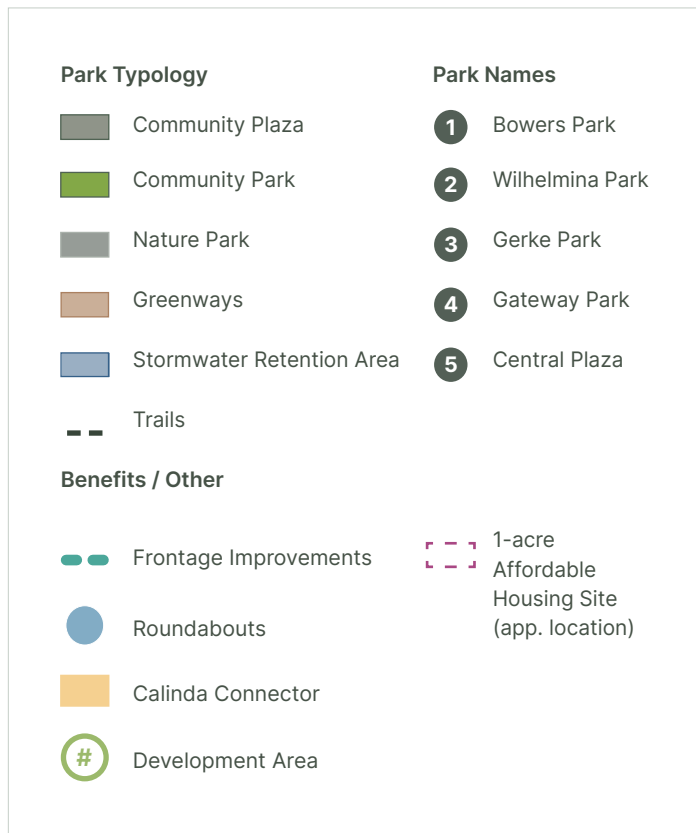 Park Typology
Community Plaza
Community Park
Nature Park
Greenways
Stormwater Retention Area
Trails
Park Names
1 Bowers Park
2 Wilhelmina Park
3 Gerke Park
4 Gateway Park
5 Central Plaza
Benefits / Other
Frontage Improvements
Roundabouts
Calinda Connector
# Development Area
1-acre
Affordable
Housing Site
(app. location)